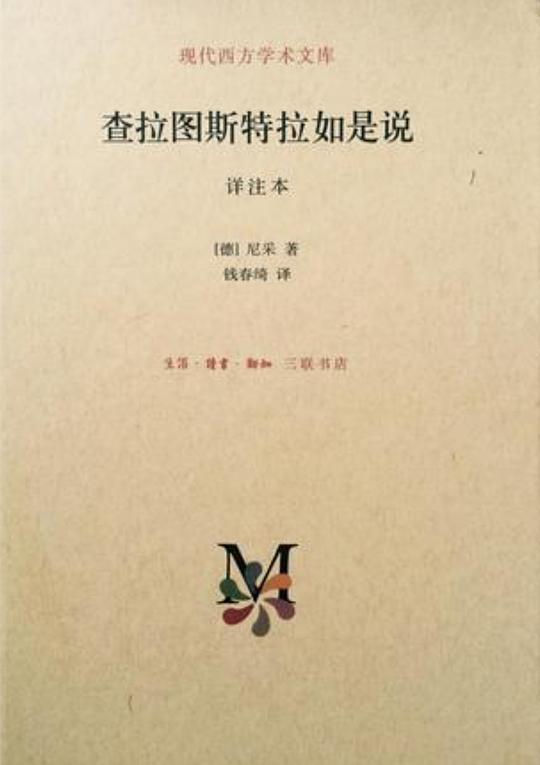 现代西方学术文库
查拉图斯特拉如是说
详注本
[德] 尼采 著
钱春绮 译
生活·讀書·新知 三联书店
M